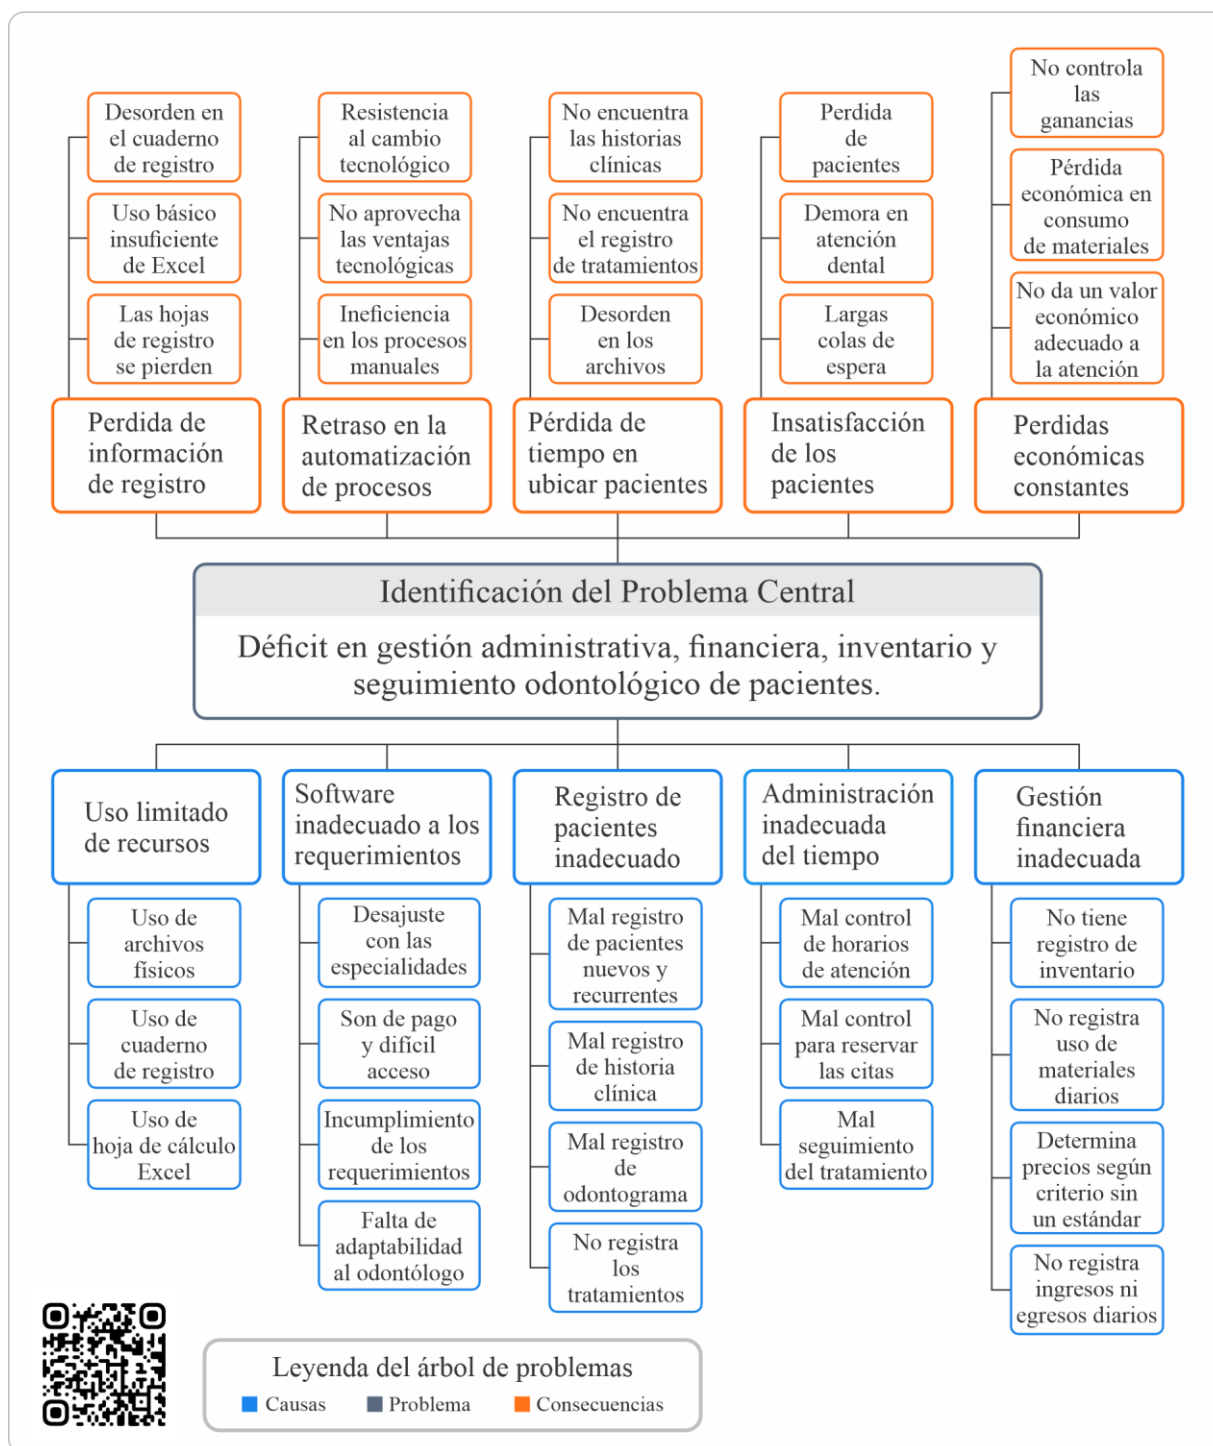 Desorden en
el cuaderno
de registro
Uso básico
insuficiente
de Excel
Las hojas
de registro
se pierden
Perdida de
información
de registro
Resistencia
al cambio
tecnológico
No aprovecha
las ventajas
tecnológicas
Ineficiencia
en los procesos
manuales
Retraso en la
automatización
de procesos
No encuentra
las historias
clínicas
No encuentra
el registro
de tratamientos
Desorden
en los
archivos
Pérdida de
tiempo en
ubicar pacientes
Perdida
de
pacientes
Demora en
atención
dental
Largas
colas de
espera
Insatisfacción
de los
pacientes
No controla
las
ganancias
Pérdida
económica en
consumo
de materiales
No da un valor
económico
adecuado a
la atención
Perdidas
económicas
constantes
Identificación del Problema Central
Déficit en gestión administrativa, financiera, inventario y
seguimiento odontológico de pacientes.
Uso limitado
de recursos
Uso de
archivos
físicos
Uso de
cuaderno
de registro
Uso de
hoja de cálculo
Excel
Software
inadecuado a los
requerimientos
Desajuste
con las
especialidades
Son de pago
y difícil
acceso
Incumplimiento
de los
requerimientos
Falta de
adaptabilidad
al odontólogo
Registro de
pacientes
inadecuado
Mal registro
de pacientes
nuevos y
recurrentes
Mal registro
de historia
clínica
Mal registro
de
odontograma
No registra
los
tratamientos
Administración
inadecuada
del tiempo
Mal control
de horarios
de atención
Mal control
para reservar
las citas
Mal
seguimiento
del tratamiento
Gestión
financiera
inadecuada
No tiene
registro de
inventario
No registra
uso de
materiales
diarios
Determina
precios según
criterio sin
un estándar
No registra
ingresos ni
egresos diarios
Leyenda del árbol de problemas
Causas
Problema
Consecuencias